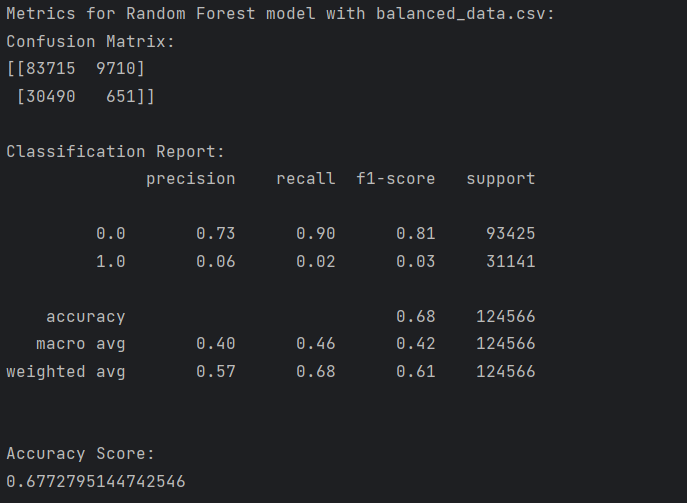 Metrics for Random Forest model with balanced_data.csv:
Confusion Matrix:
[[83715  9710]
 [30490   651]]
Classification Report:
              precision    recall  f1-score   support
         0.0       0.73      0.90      0.81     93425
         1.0       0.06      0.02      0.03     31141
    accuracy                           0.68    124566
   macro avg       0.40      0.46      0.42    124566
weighted avg       0.57      0.68      0.61    124566
Accuracy Score:
0.6772795144742546